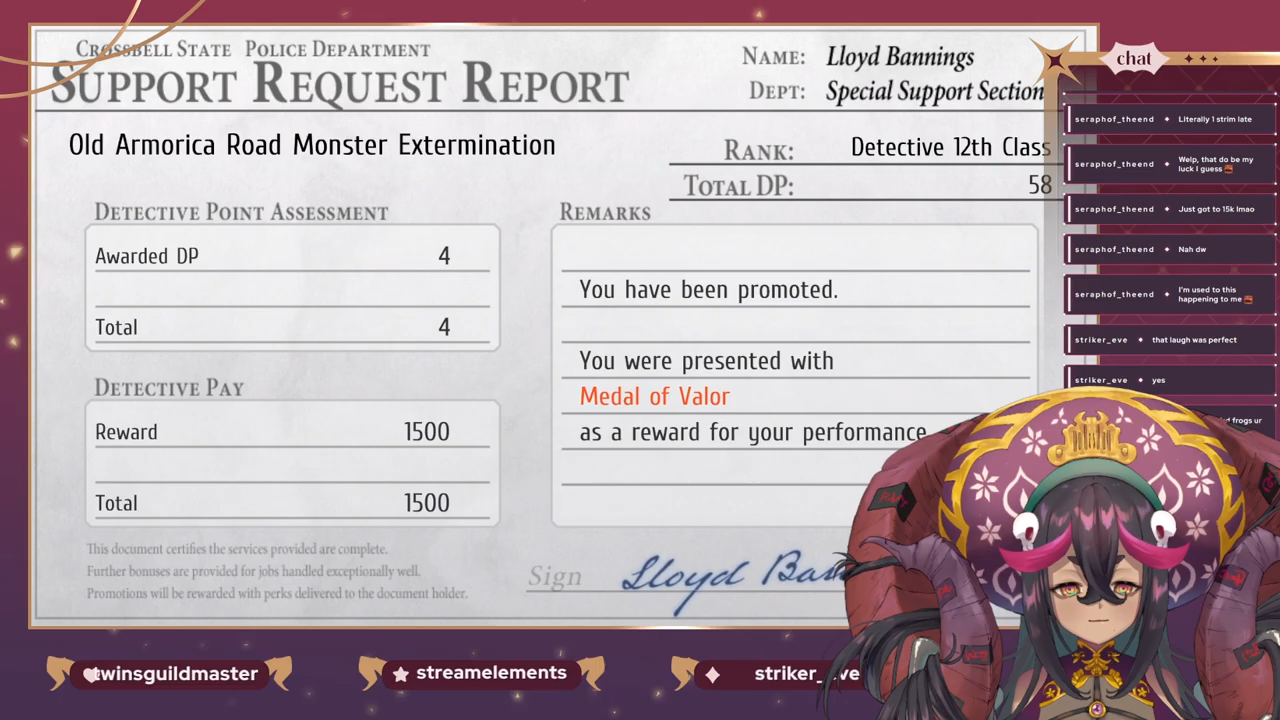 Crossbell State Police Department
Support Request Report
Name: Lloyd Bannings
Dept: Special Support Section
Old Armorica Road Monster Extermination
Rank: Detective 12th Class
Total DP: 58
Detective Point Assessment
Awarded DP 4
Total 4
Detective Pay
Reward 1500
Total 1500
Remarks
You have been promoted.
You were presented with
Medal of Valor
as a reward for your performance
This document certifies the services provided are complete.
Further bonuses are provided for jobs handled exceptionally well.
Promotions will be rewarded with perks delivered to the document holder.
Sign Lloyd
chat
seraphof_theend Literally 1 strim late
seraphof_theend Welp, that do be my
luck I guess
seraphof_theend Just got to 15k lmao
seraphof_theend Nah dw
seraphof_theend I'm used to this
happening to me
striker_eve that laugh was perfect
striker_eve yes
frogs ur
twinsguildmaster
streamelements
striker_eve